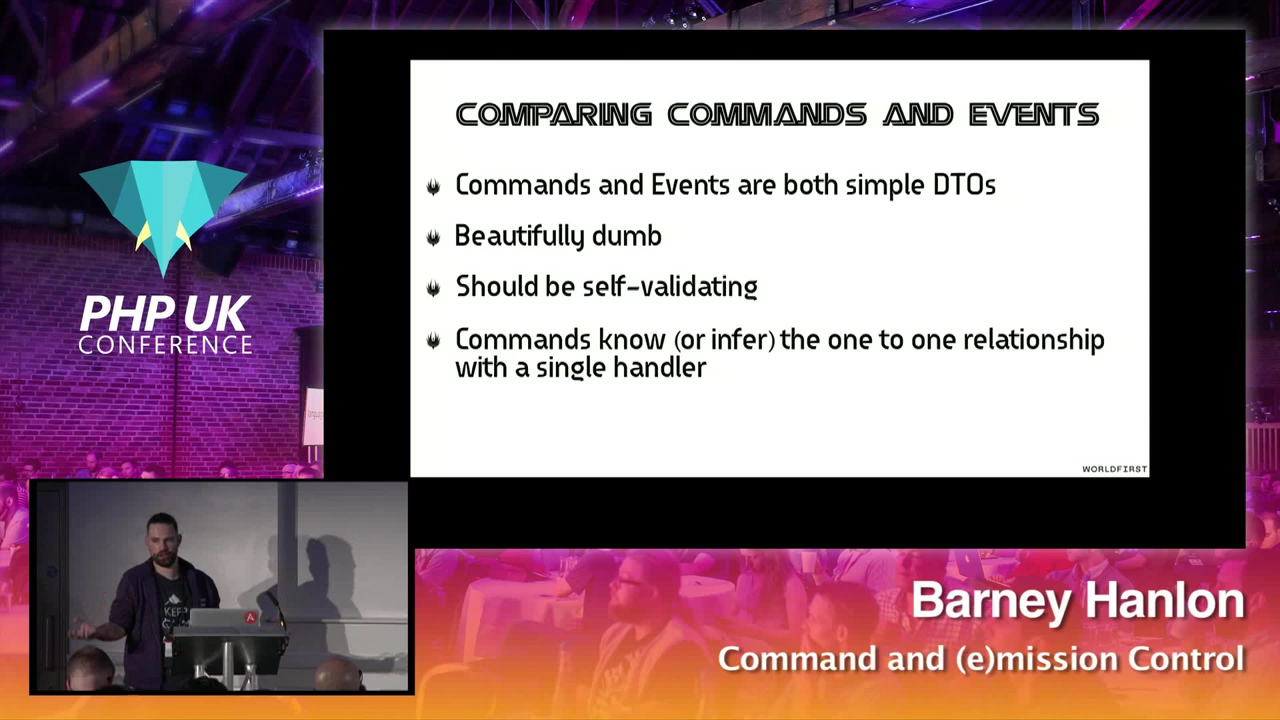 COMPARING COMMANDS AND EVENTS
Commands and Events are both simple DTOs
Beautifully dumb
Should be self-validating
Commands know (or infer) the one to one relationship
with a single handler
WORLDFIRST
PHP UK
CONFERENCE
KEEP
Barney Hanlon
Command and (e)mission Control